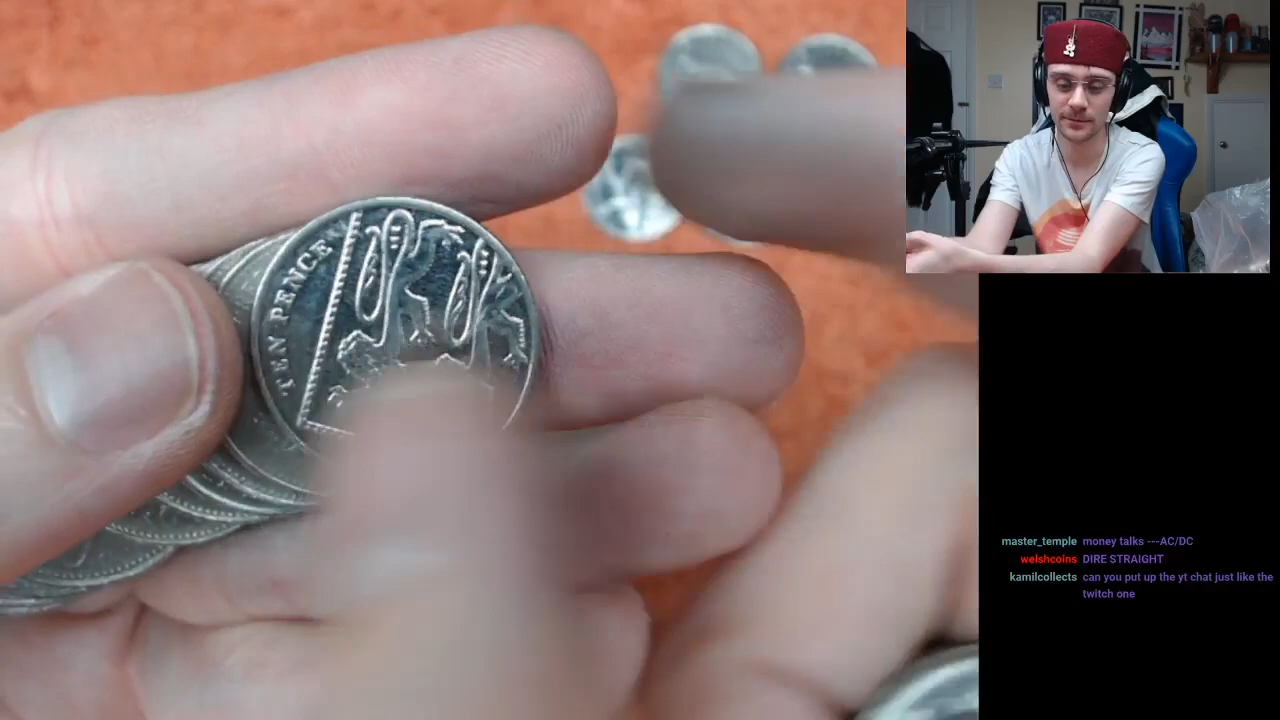 TEN PENCE
master_temple money talks ---AC/DC
welshcoins DIRE STRAIGHT
kamilcollects can you put up the yt chat just like the
twitch one